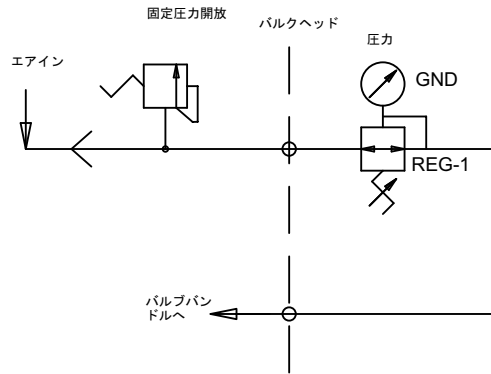 固定圧力開放
バルクヘッド
圧力
エアイン
GND
REG-1
バルブバン
ドルへ